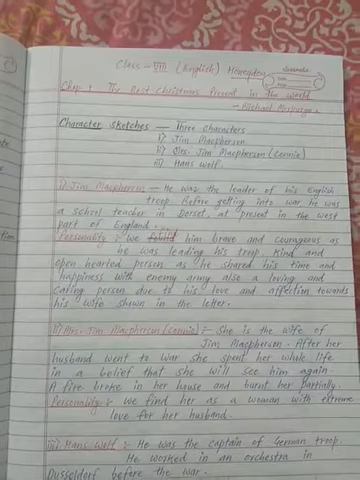 Class - VIII (English) Honeydew
Chap 1 The Best Christmas Present in The World
- Michael Morpurgo
Character Sketches - Three Characters
i) Jim Macpherson
ii) Mrs. Jim Macpherson (Connie)
iii) Hans Wolf.
i) Jim Macpherson - He was the leader of his English
troop. Before getting into war, he was
a school teacher in Dorset, at present in the west
part of England.
Personality : We him brave and courageous as
he was leading his troop. Kind and
open hearted person as he shared his time and
happiness with enemy army also a loving and
caring person due to his love and affection towards
his wife shown in the letter.
ii) Mrs. Jim Macpherson (Connie) :- She is the wife of
Jim Macpherson. After her
husband went to war she spent her whole life
in a belief that she will see him again.
A fire broke in her house and burnt her partially.
Personality : We find her as a woman with extreme
love for her husband.
iii) Hans Wolf :- He was the captain of German troop.
He worked in an orchestra in
Dusseldorf before the war.